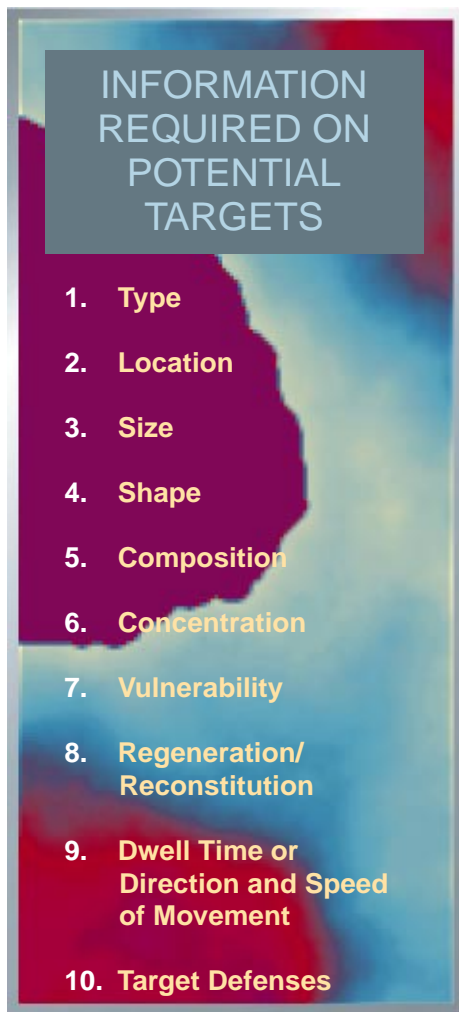 INFORMATION
REQUIRED ON
POTENTIAL
TARGETS
1. Type
2. Location
3. Size
4. Shape
5. Composition
6. Concentration
7. Vulnerability
8. Regeneration/
Reconstitution
9. Dwell Time or
Direction and Speed
of Movement
10. Target Defenses